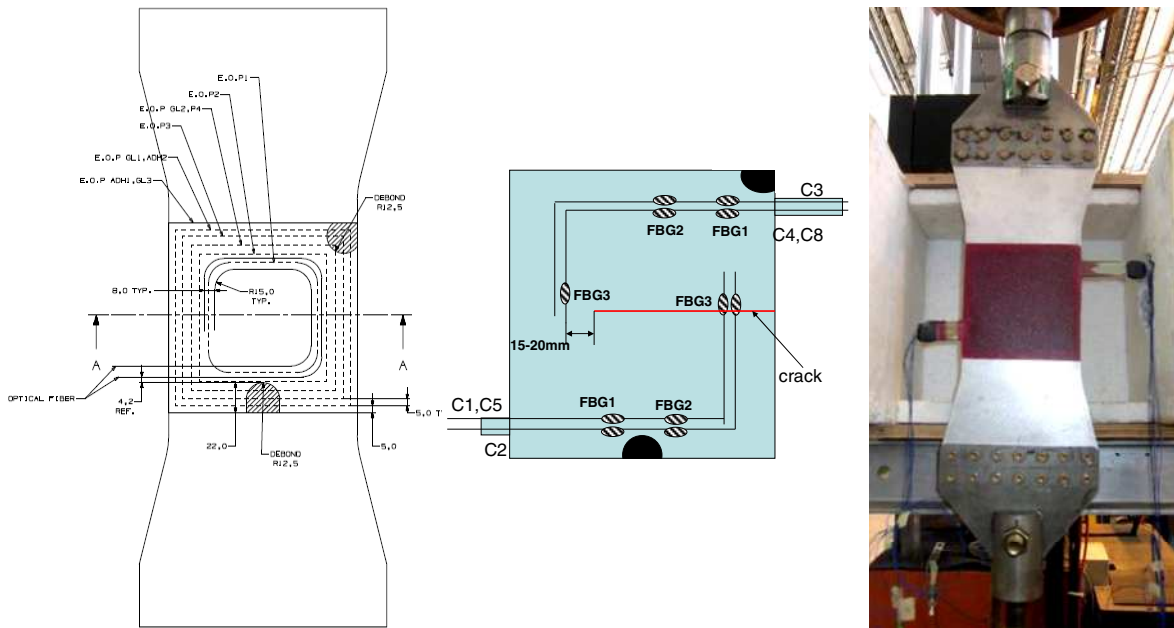 E.O.P1
E.O.P2
E.O.P GL2,P4
E.O.P3
E.O.P GL1,ADH2
E.O.P ADH1,GL3
DEBOND
R12,5
8,0 TYP.
R15,0
TYP.
A
A
OPTICAL FIBER
4,2
REF.
22,0
DEBOND
R12,5
5,0 T
5,0
C3
C4,C8
FBG2
FBG1
FBG3
FBG3
15-20mm
crack
C1,C5
FBG1
FBG2
C2